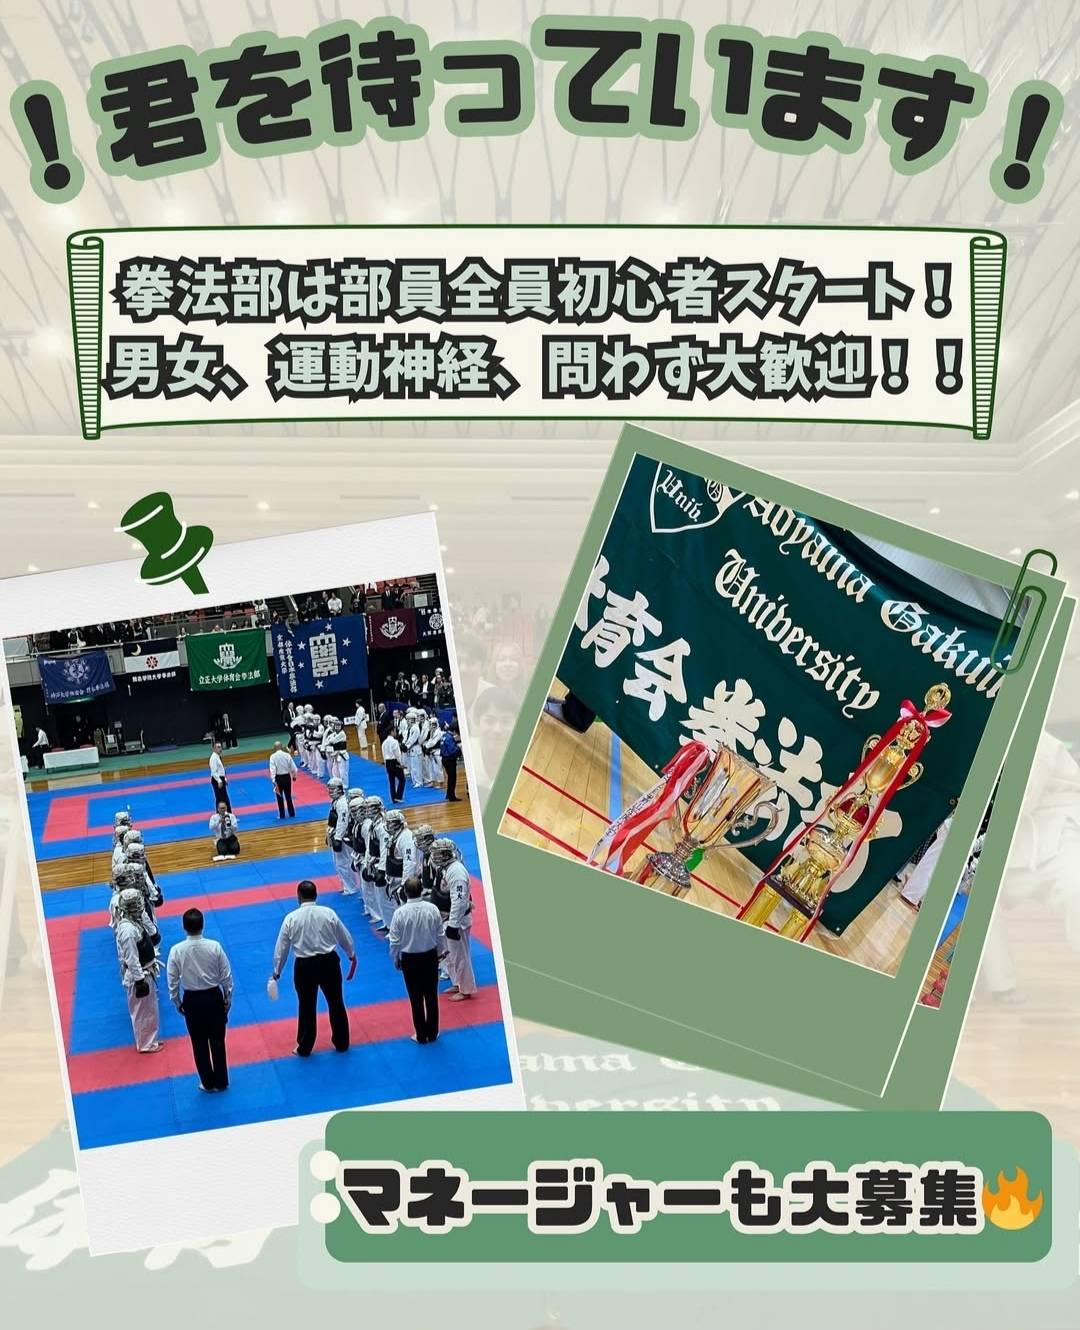 ！君を待っています！
拳法部は部員全員初心者スタート！
男女、運動神経、問わず大歓迎！！
立正大学体育会拳法部
Univ.
Aoyama Gakuin
University
体育会 拳法部
関大
マネージャーも大募集🔥